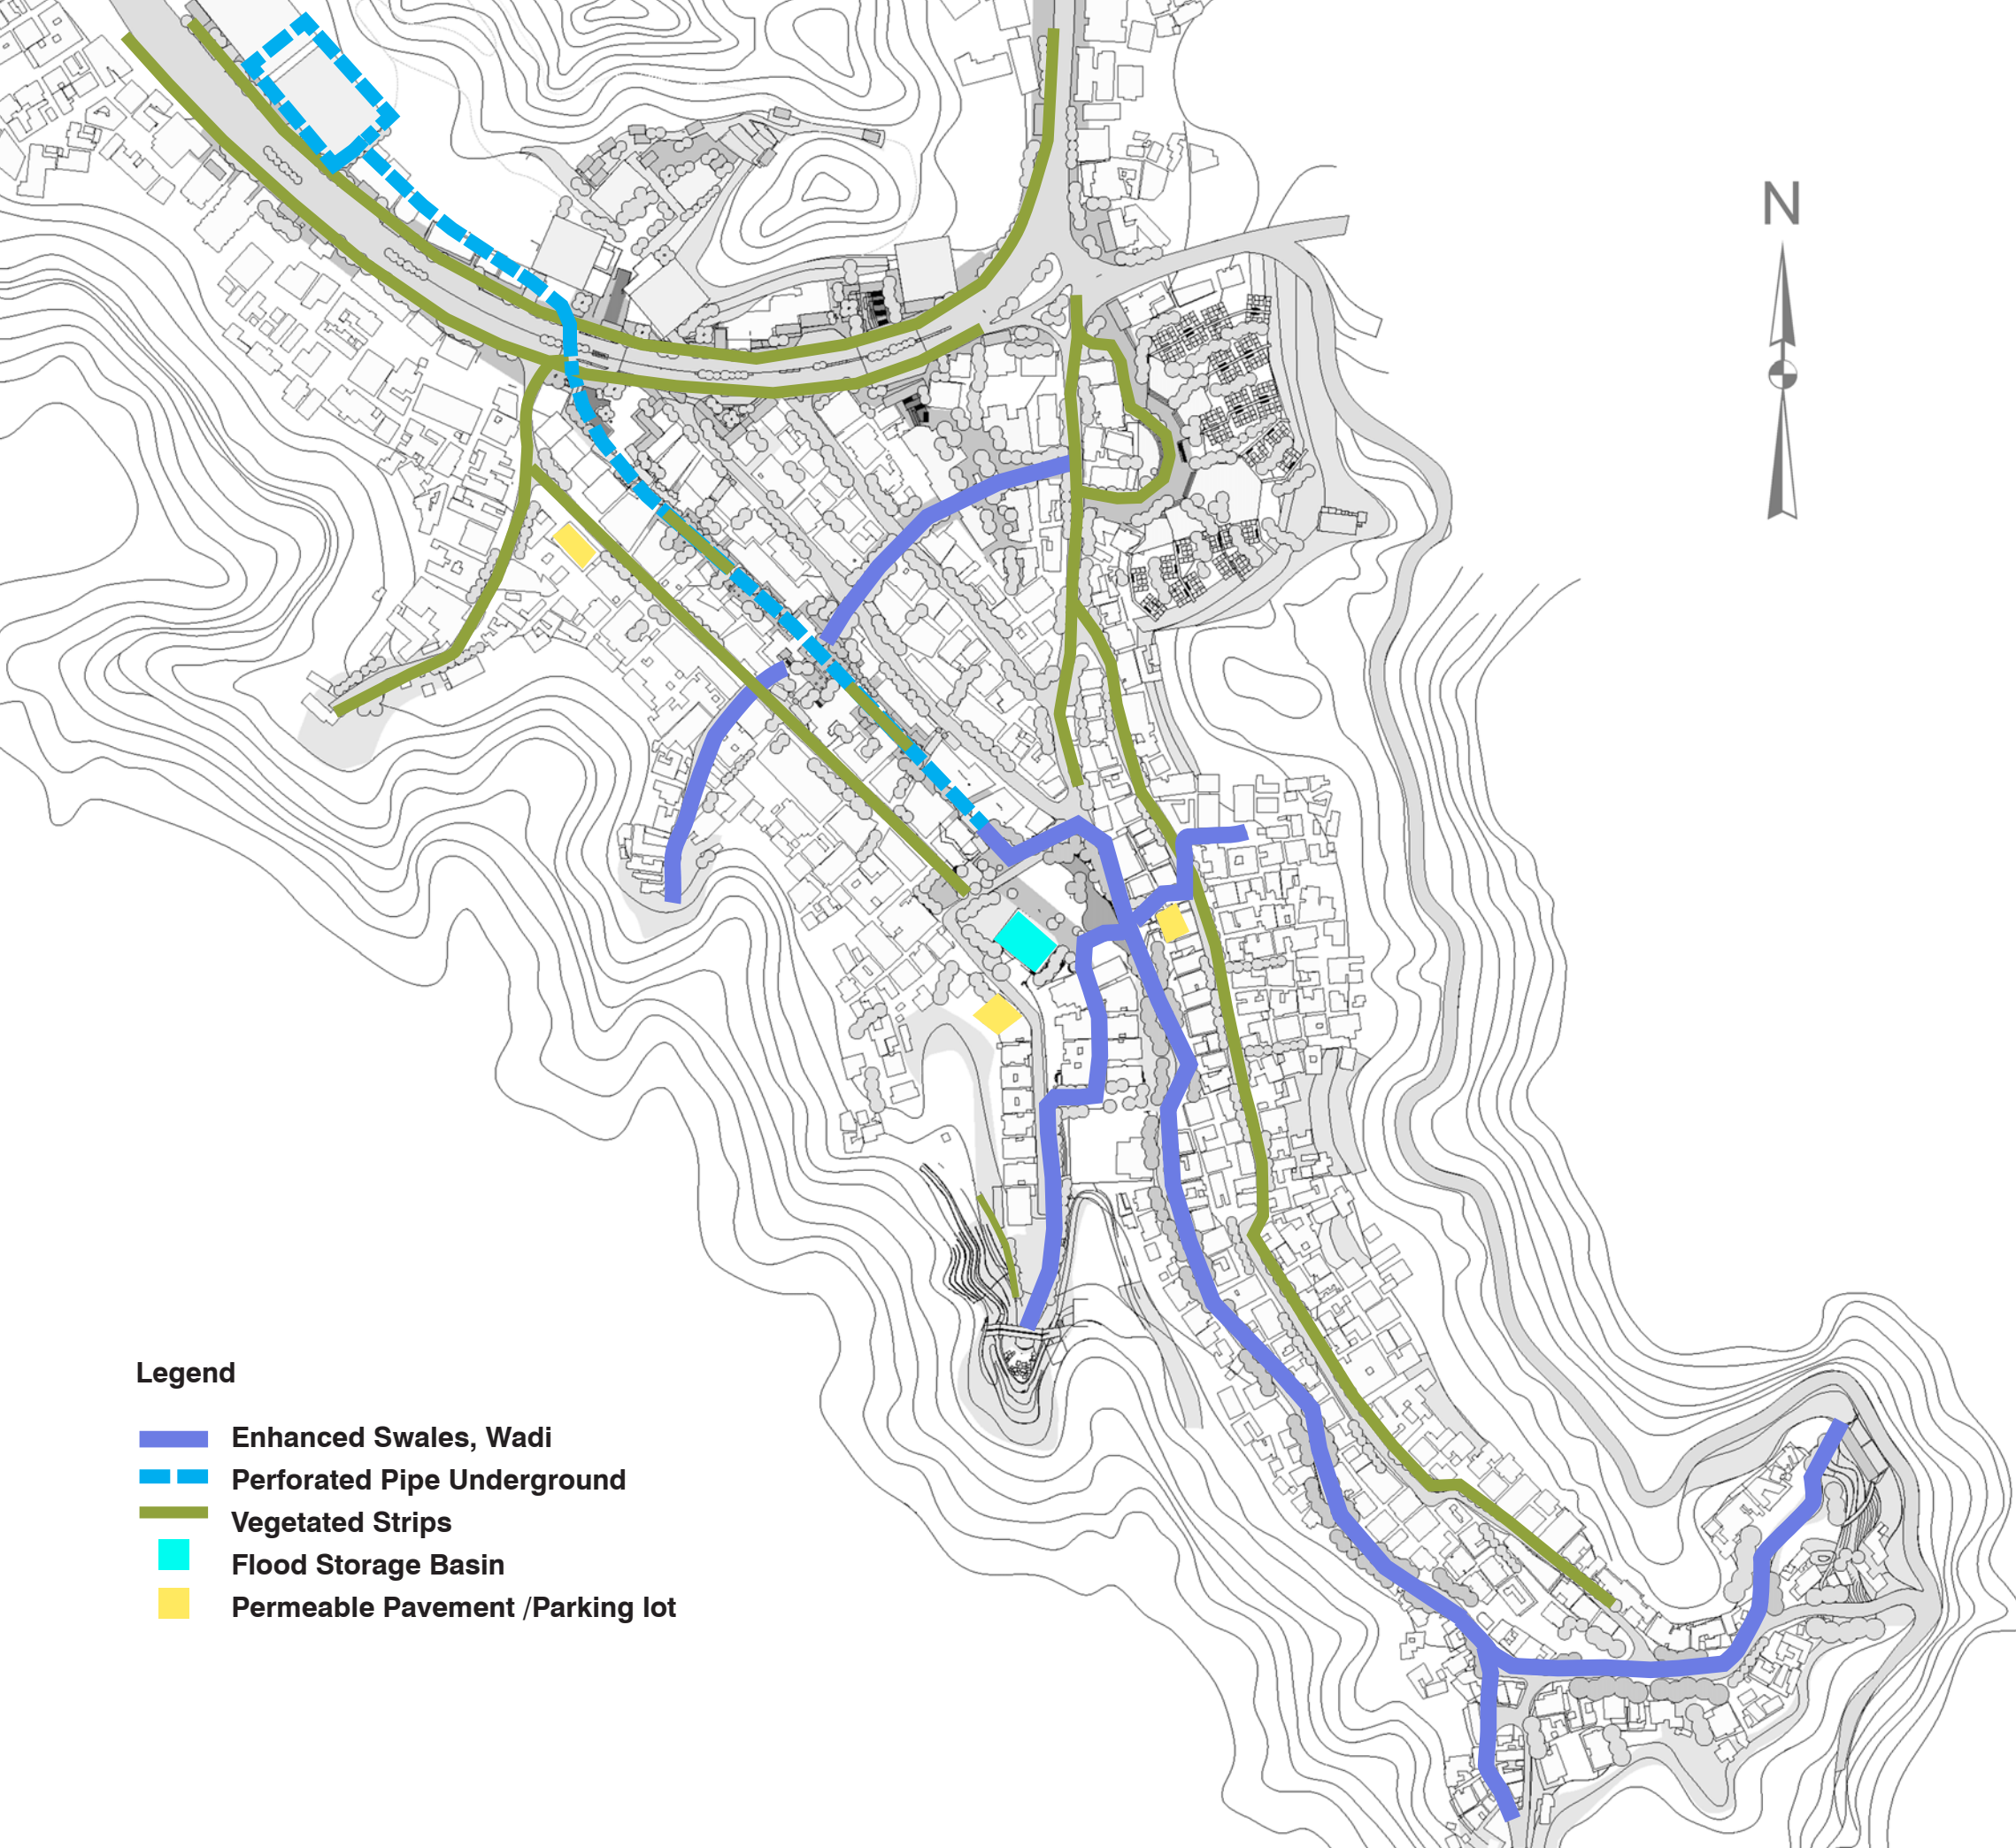 N
Legend
Enhanced Swales, Wadi
Perforated Pipe Underground
Vegetated Strips
Flood Storage Basin
Permeable Pavement /Parking lot